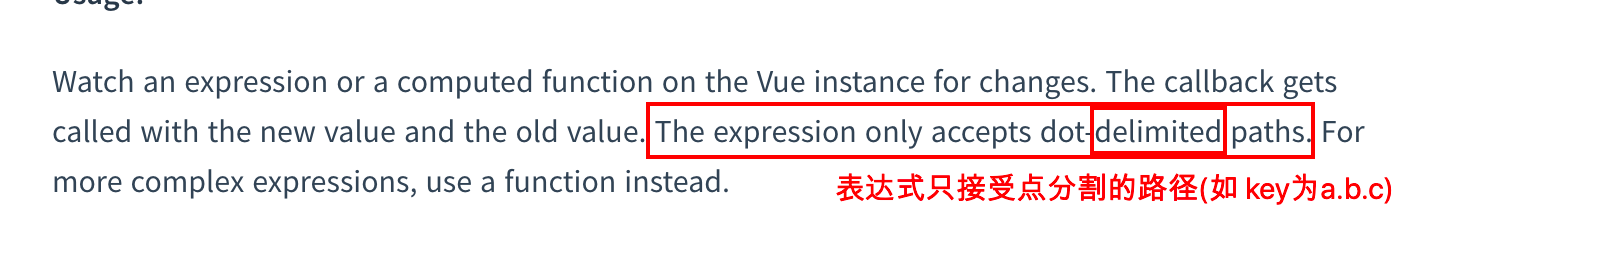 Usage:
Watch an expression or a computed function on the Vue instance for changes. The callback gets
called with the new value and the old value. The expression only accepts dot-delimited paths. For
more complex expressions, use a function instead.
表达式只接受点分割的路径(如 key为a.b.c)